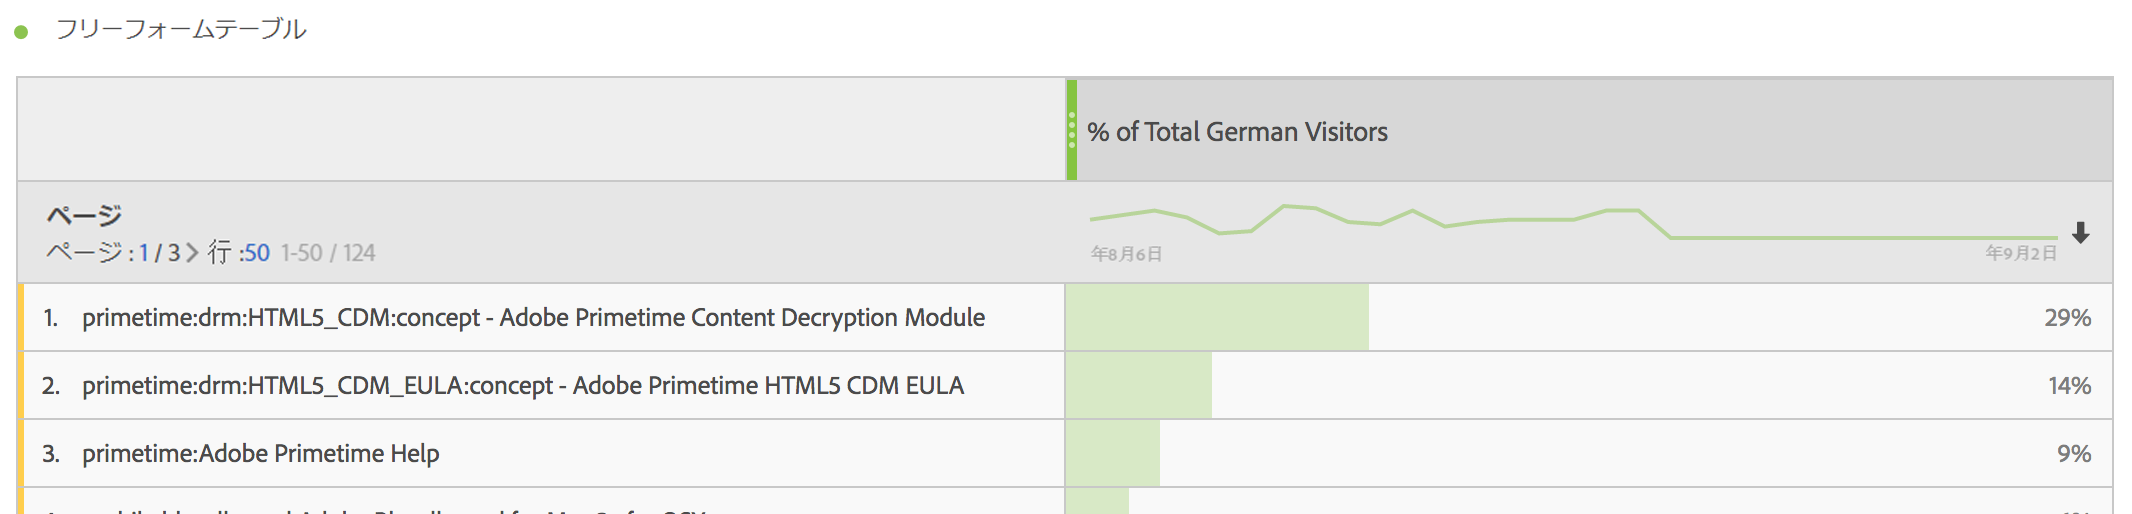 フリーフォームテーブル
% of Total German Visitors
ページ
ページ : 1 / 3 > 行 :50 1-50 / 124
年8月6日 年9月2日
1. primetime:drm:HTML5_CDM:concept - Adobe Primetime Content Decryption Module 29%
2. primetime:drm:HTML5_CDM_EULA:concept - Adobe Primetime HTML5 CDM EULA 14%
3. primetime:Adobe Primetime Help 9%